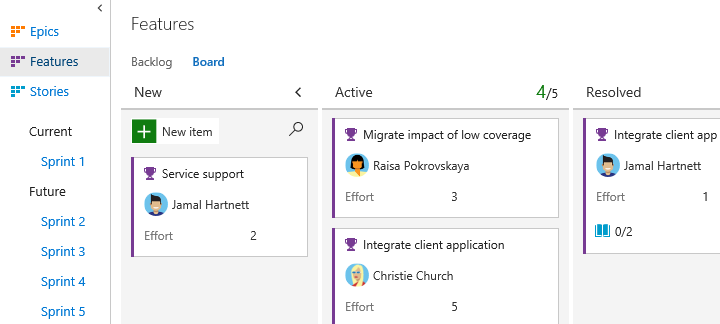 Epics
Features
Stories
Current
Sprint 1
Future
Sprint 2
Sprint 3
Sprint 4
Sprint 5
Features
Backlog Board
New
New item
Service support
Jamal Hartnett
Effort 2
Active 4/5
Migrate impact of low coverage
Raisa Pokrovskaya
Effort 3
Integrate client application
Christie Church
Effort 5
Resolved
Integrate client app
Jamal Hartnett
Effort 1
0/2